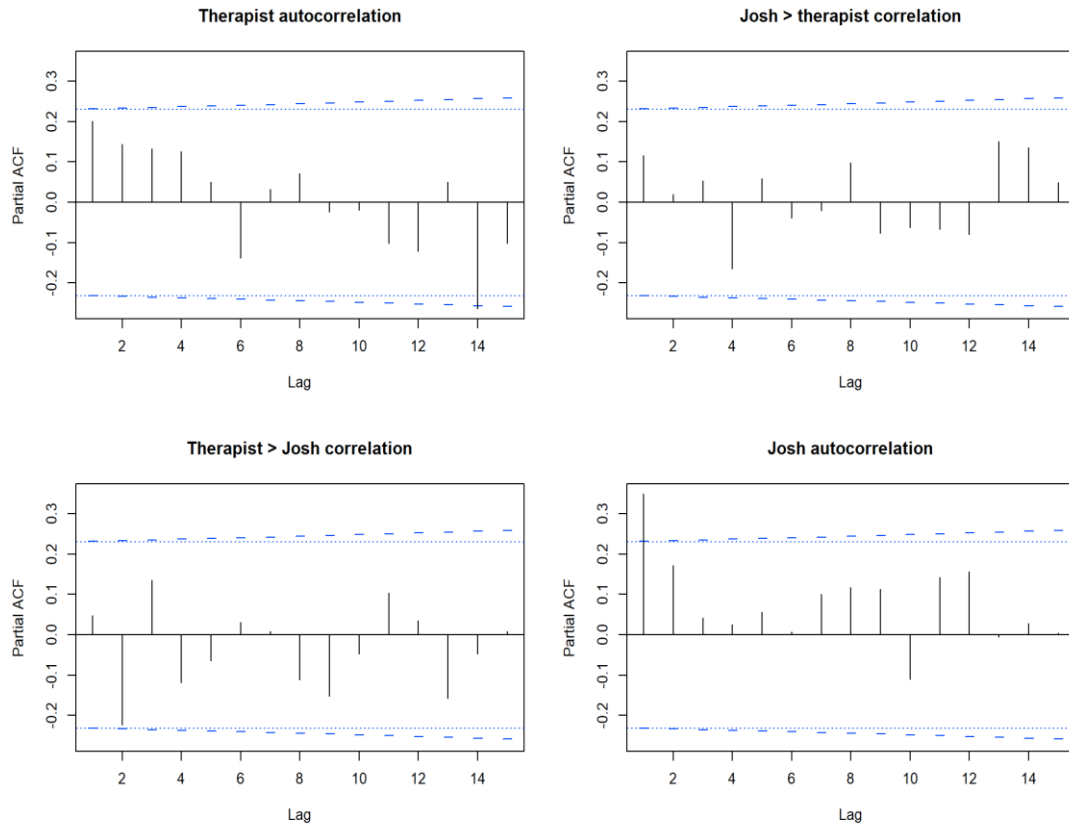 Therapist autocorrelation
Partial ACF
0.3
0.2
0.1
0.0
-0.1
-0.2
2 4 6 8 10 12 14
Lag
Josh > therapist correlation
Partial ACF
0.3
0.2
0.1
0.0
-0.1
-0.2
2 4 6 8 10 12 14
Lag
Therapist > Josh correlation
Partial ACF
0.3
0.2
0.1
0.0
-0.1
-0.2
2 4 6 8 10 12 14
Lag
Josh autocorrelation
Partial ACF
0.3
0.2
0.1
0.0
-0.1
-0.2
2 4 6 8 10 12 14
Lag